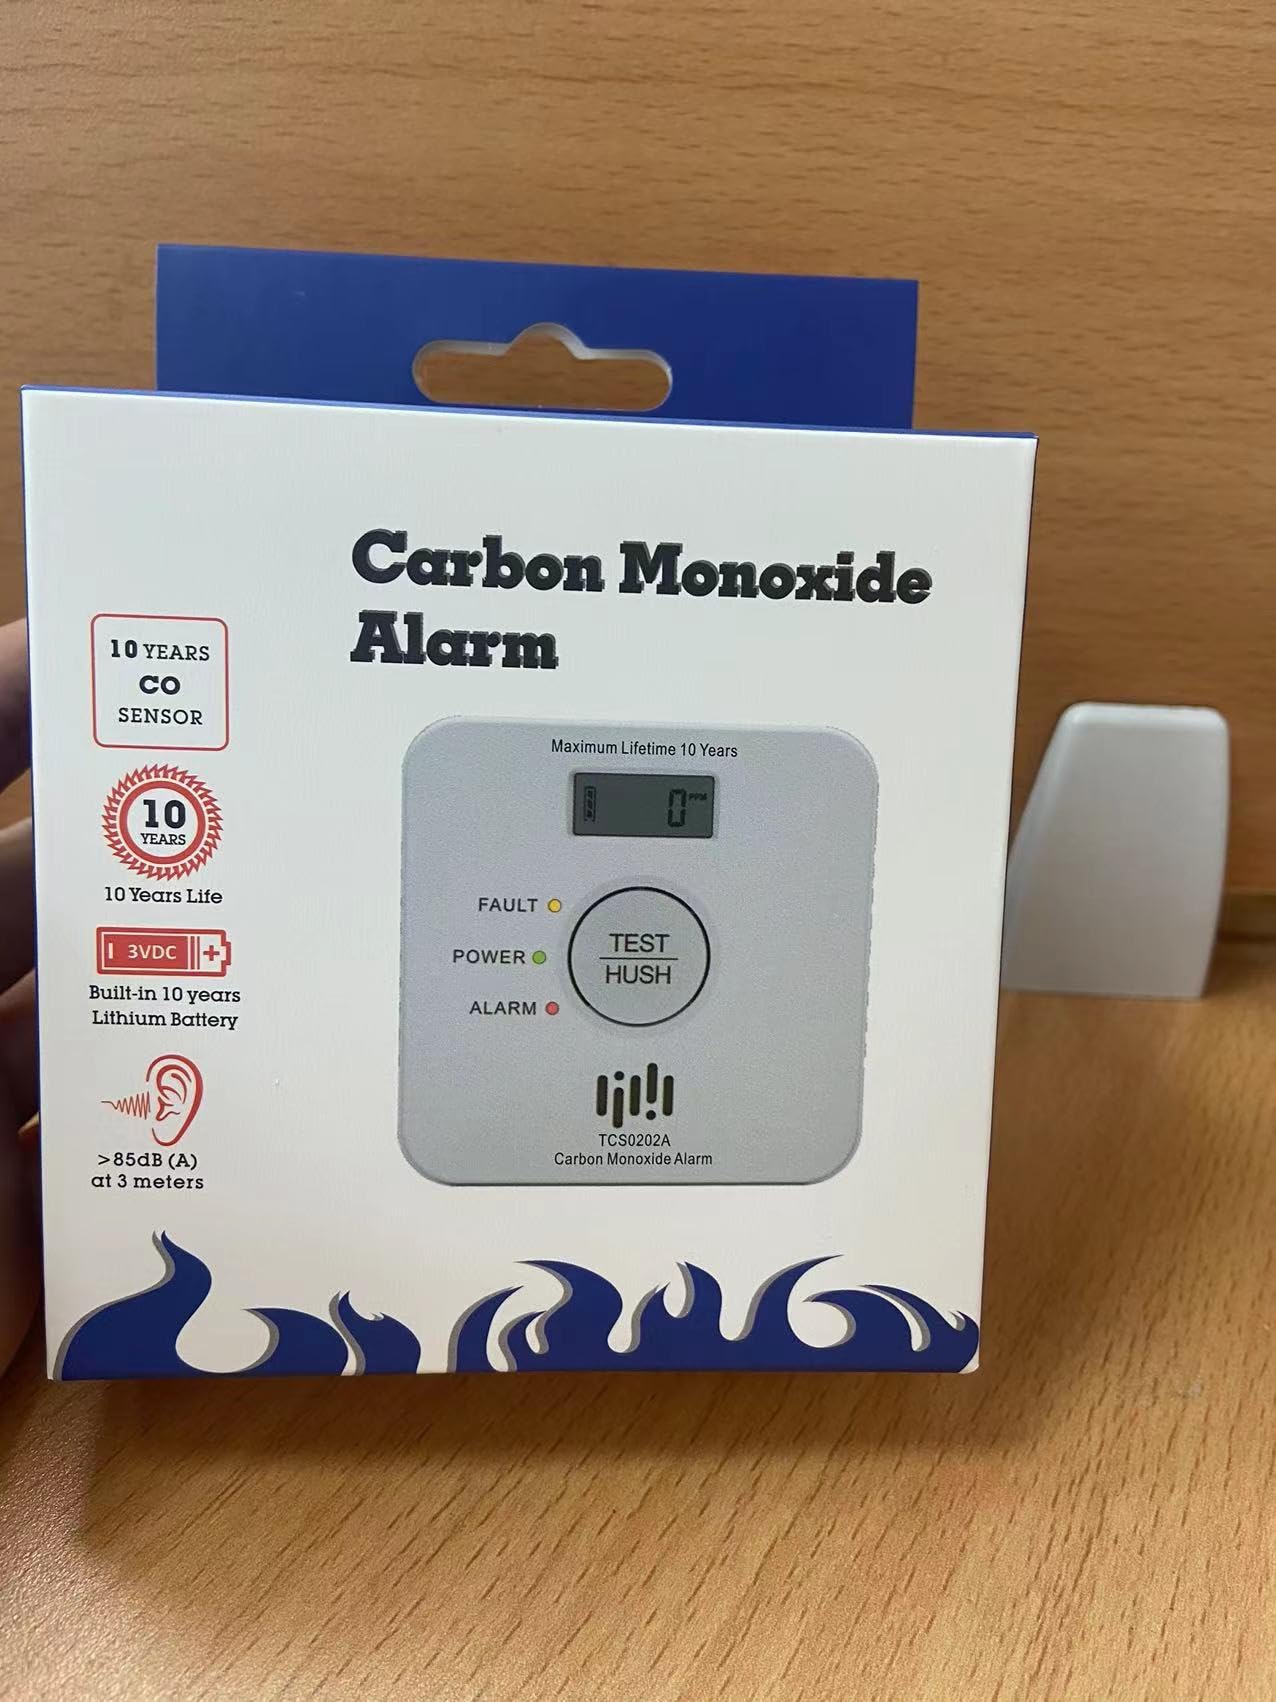 Carbon Monoxide
Alarm
10 YEARS
CO
SENSOR
10
YEARS
10 Years Life
3VDC
Built-in 10 years
Lithium Battery
>85dB (A)
at 3 meters
Maximum Lifetime 10 Years
0 PPM
FAULT
POWER
ALARM
TEST
HUSH
TCS0202A
Carbon Monoxide Alarm